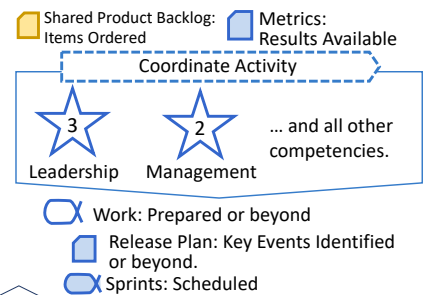 Shared Product Backlog:
Items Ordered
Metrics:
Results Available
Coordinate Activity
3
2
Leadership
Management
… and all other
competencies.
Work: Prepared or beyond
Release Plan: Key Events Identified
or beyond.
Sprints: Scheduled